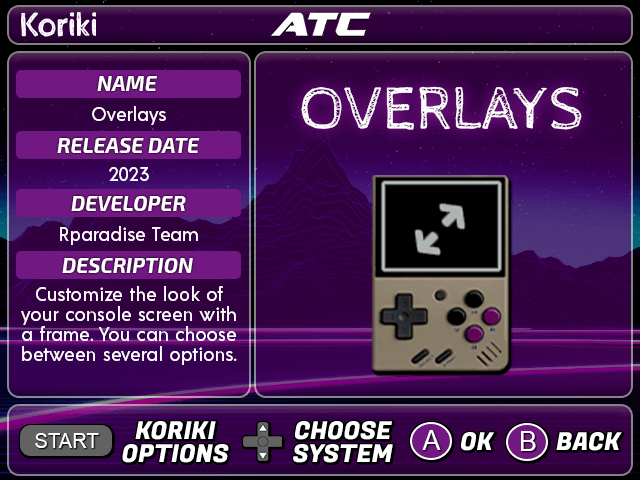 Koriki
ATC
NAME
Overlays
RELEASE DATE
2023
DEVELOPER
Rparadise Team
DESCRIPTION
Customize the look of
your console screen with
a frame. You can choose
between several options.
OVERLAYS
START
KORIKI
OPTIONS
CHOOSE
SYSTEM
A
OK
B
BACK